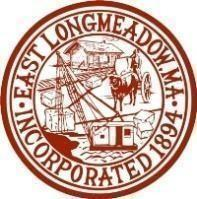 • EAST LONGMEADOW, MA. •
INCORPORATED 1894